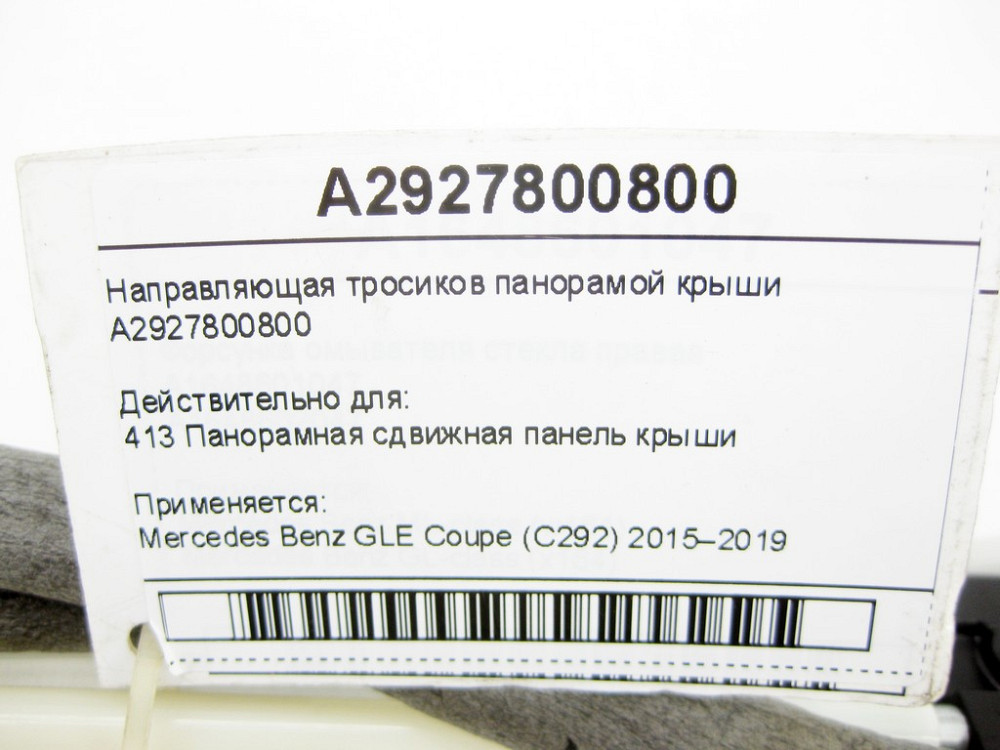 A2927800800
Направляющая тросиков панорамой крыши
A2927800800
Действительно для:
413 Панорамная сдвижная панель крыши
Применяется:
Mercedes Benz GLE Coupe (C292) 2015–2019